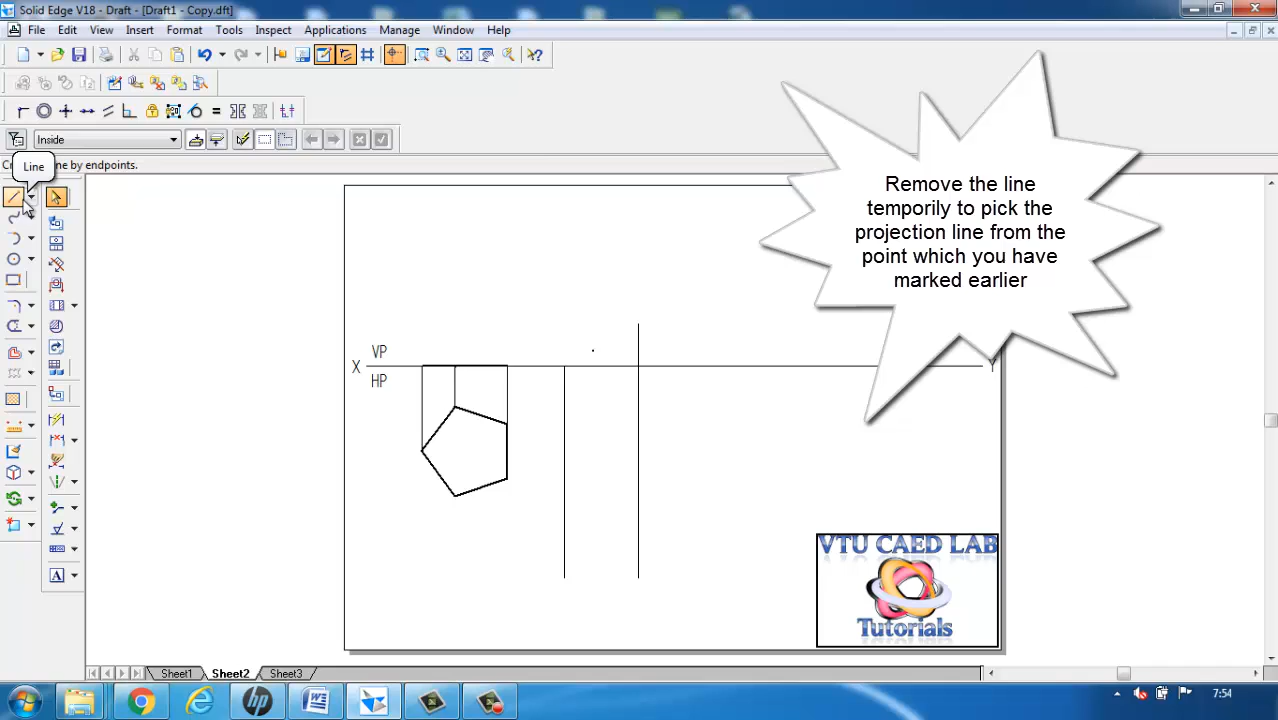 Solid Edge V18 - Draft - [Draft1 - Copy.dft]
File Edit View Insert Format Tools Inspect Applications Manage Window Help
Inside
Line
ne by endpoints.
Remove the line
temporily to pick the
projection line from the
point which you have
marked earlier
VP
X
Y
HP
VTU CAED LAB
Tutorials
A
Sheet1 Sheet2 Sheet3
7:54